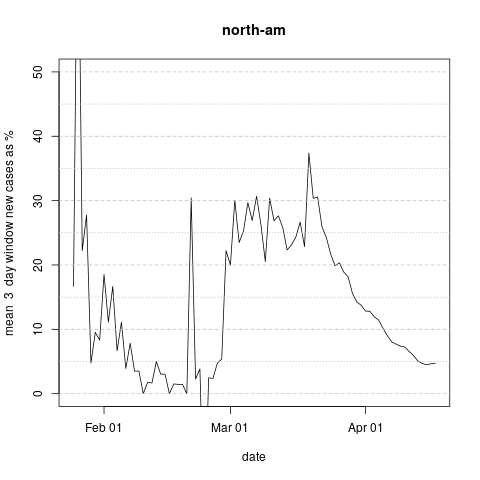 north-am
mean 3 day window new cases as %
50
40
30
20
10
0
Feb 01
Mar 01
Apr 01
date